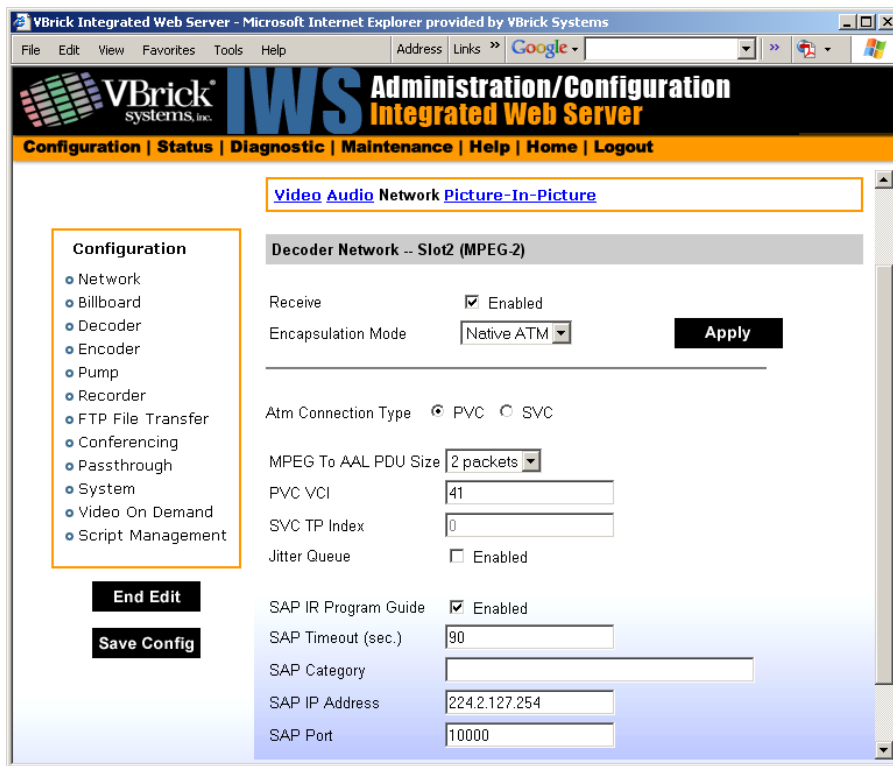 VBrick Integrated Web Server - Microsoft Internet Explorer provided by VBrick Systems
File Edit View Favorites Tools Help Address Links » Google » 
VBrick systems, inc. IWS Administration/Configuration
Integrated Web Server
Configuration | Status | Diagnostic | Maintenance | Help | Home | Logout
Video Audio Network Picture-In-Picture
Configuration
Network
Billboard
Decoder
Encoder
Pump
Recorder
FTP File Transfer
Conferencing
Passthrough
System
Video On Demand
Script Management
End Edit
Save Config
Decoder Network -- Slot2 (MPEG-2)
Receive Enabled
Encapsulation Mode Native ATM Apply
Atm Connection Type PVC SVC
MPEG To AAL PDU Size 2 packets
PVC VCI 41
SVC TP Index 0
Jitter Queue Enabled
SAP IR Program Guide Enabled
SAP Timeout (sec.) 90
SAP Category
SAP IP Address 224.2.127.254
SAP Port 10000